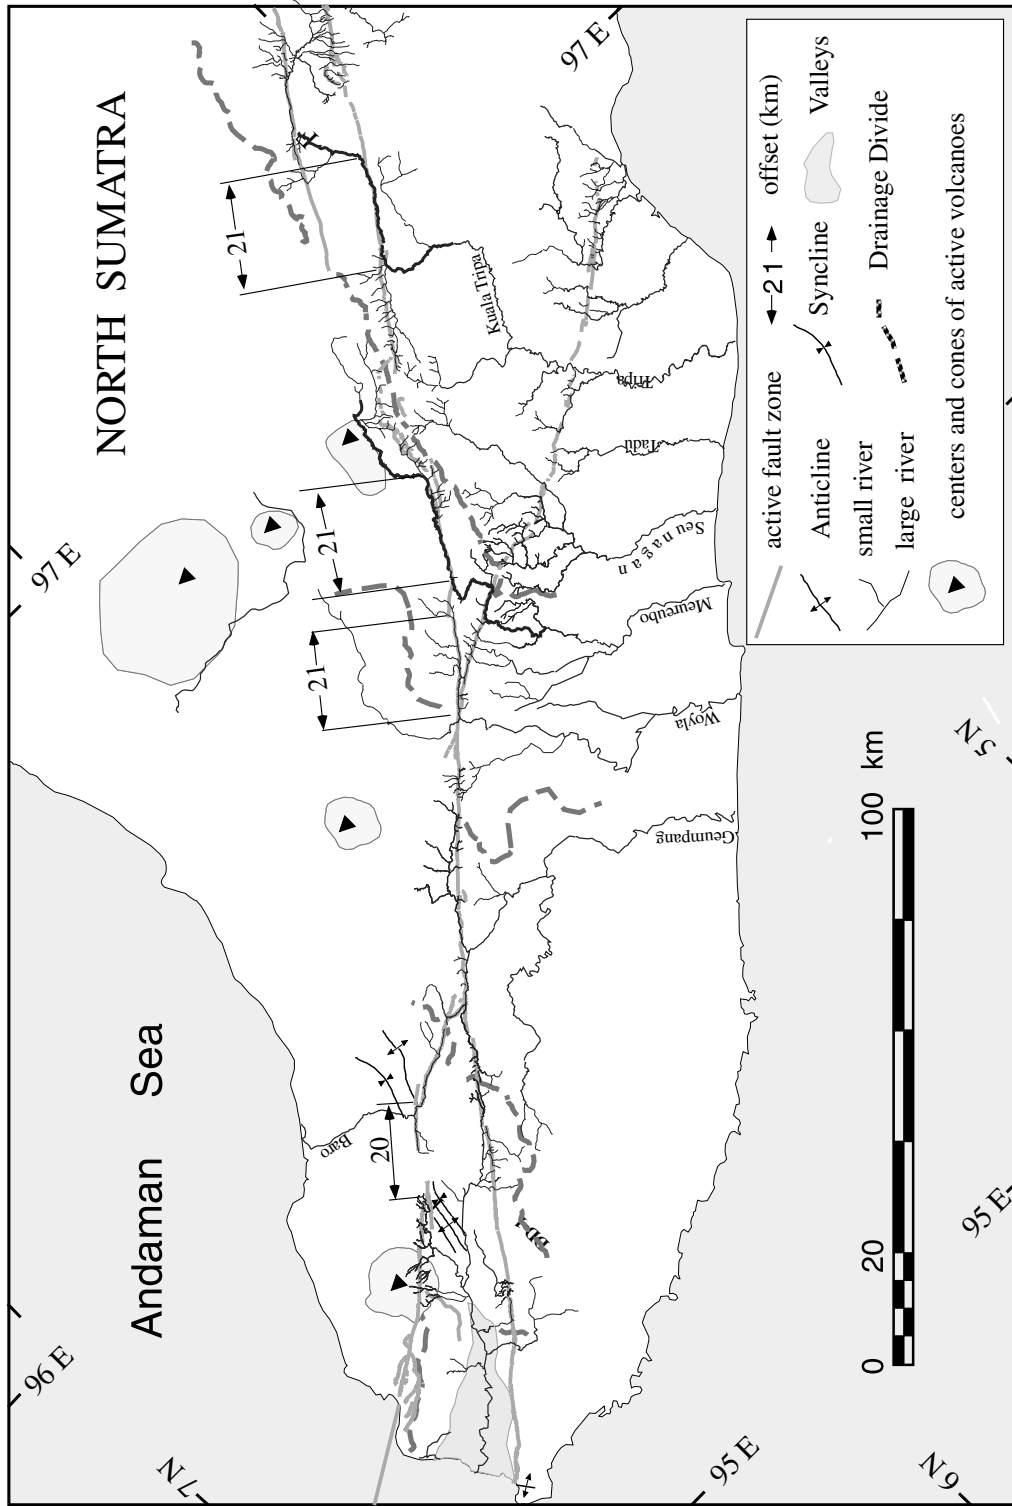 NORTH SUMATRA
Andaman Sea
97 E
97 E
96 E
95 E
95 E
7 N
6 N
5 N
21
21
21
20
Kuala Tripa
Tripa
Tadu
Seunagan
Meureubo
Woyla
Geumpang
Baro
DD
active fault zone
21 offset (km)
Anticline
Syncline
Valleys
small river
large river
Drainage Divide
centers and cones of active volcanoes
0 20 100 km